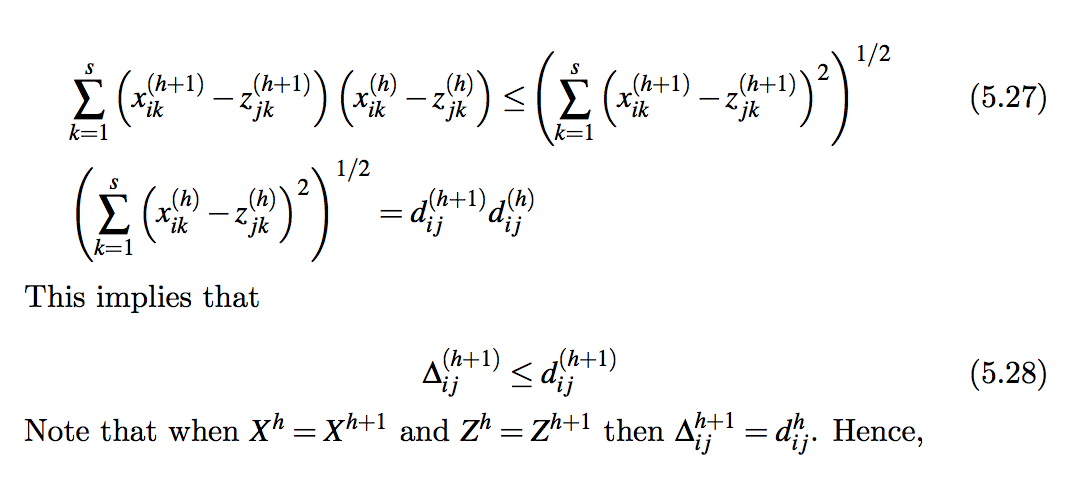 \sum_{k=1}^{s} \left( x_{ik}^{(h+1)} - z_{jk}^{(h+1)} \right) \left( x_{ik}^{(h)} - z_{jk}^{(h)} \right) \leq \left( \sum_{k=1}^{s} \left( x_{ik}^{(h+1)} - z_{jk}^{(h+1)} \right)^2 \right)^{1/2} (5.27)
\left( \sum_{k=1}^{s} \left( x_{ik}^{(h)} - z_{jk}^{(h)} \right)^2 \right)^{1/2} = d_{ij}^{(h+1)} d_{ij}^{(h)}
This implies that
\Delta_{ij}^{(h+1)} \leq d_{ij}^{(h+1)} (5.28)
Note that when X^h = X^{h+1} and Z^h = Z^{h+1} then \Delta_{ij}^{h+1} = d_{ij}^h. Hence,